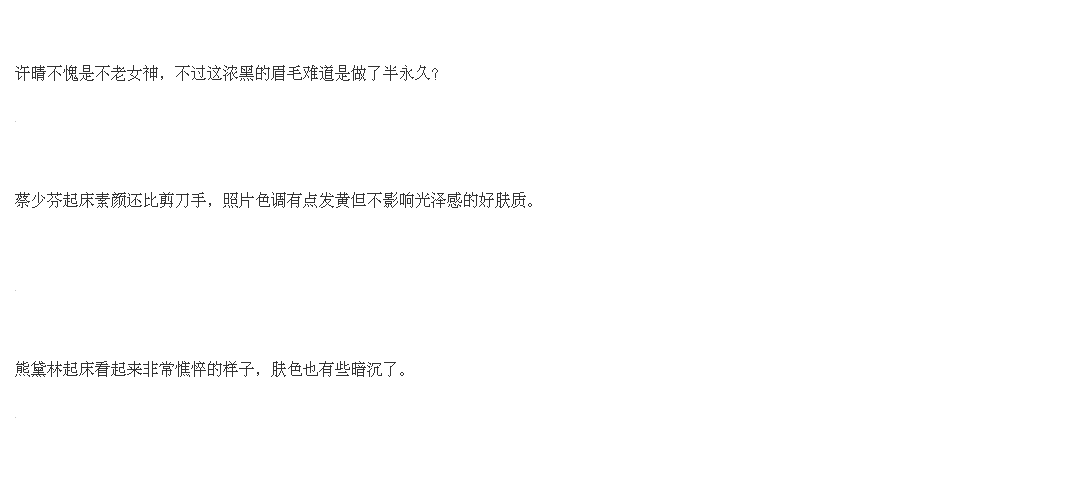 许晴不愧是不老女神，不过这浓黑的眉毛难道是做了半永久?
蔡少芬起床素颜还比剪刀手，照片色调有点发黄但不影响光泽感的好肤质。
熊黛林起床看起来非常憔悴的样子，肤色也有些暗沉了。